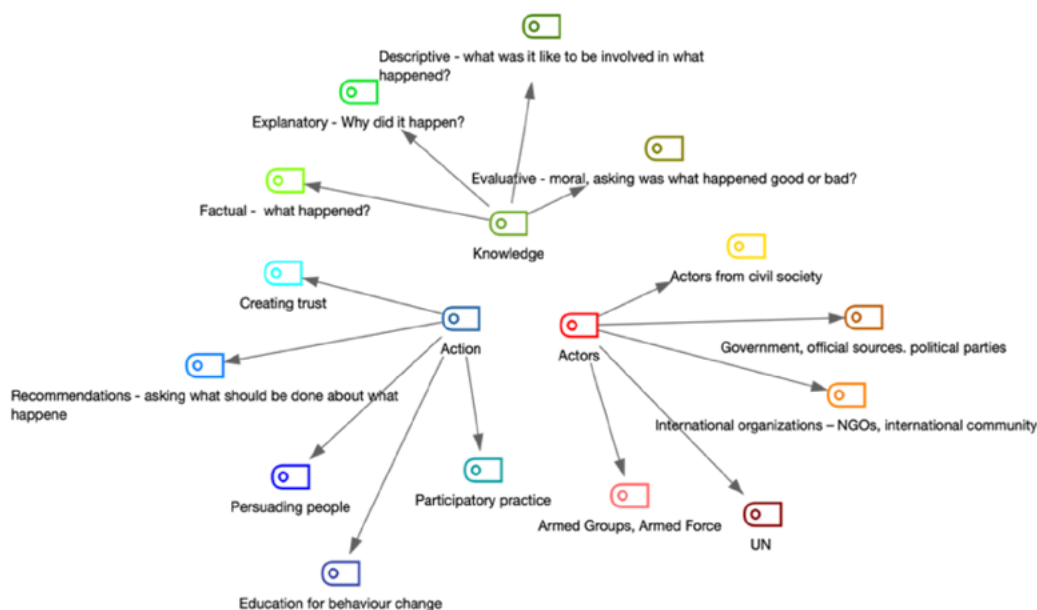 Descriptive - what was it like to be involved in what
happened?
Explanatory - Why did it happen?
Evaluative - moral, asking was what happened good or bad?
Factual - what happened?
Knowledge
Creating trust
Actors from civil society
Action
Actors
Government, official sources. political parties
Recommendations - asking what should be done about what
happene
International organizations – NGOs, international community
Persuading people
Participatory practice
Armed Groups, Armed Force
UN
Education for behaviour change